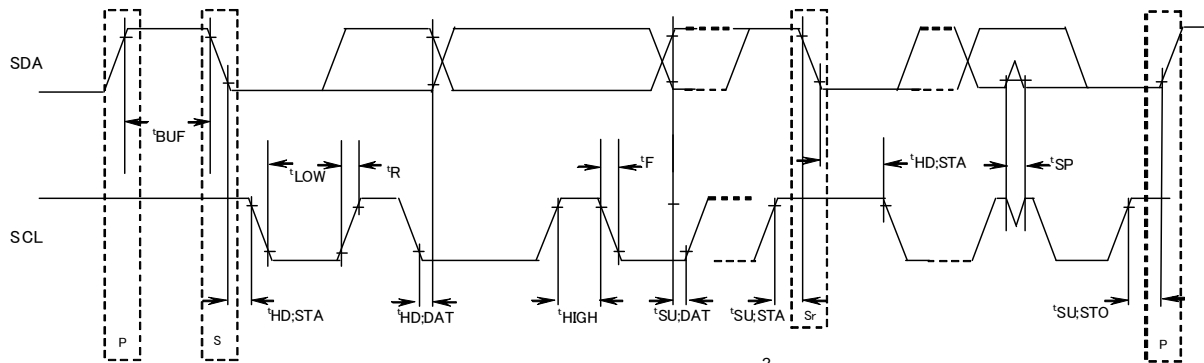 SDA
tBUF
tLOW
tR
tF
tHD;STA
tSP
SCL
tHD;STA
tHD;DAT
tHIGH
tSU;DAT
tSU;STA
Sr
tSU;STO
P
S
P